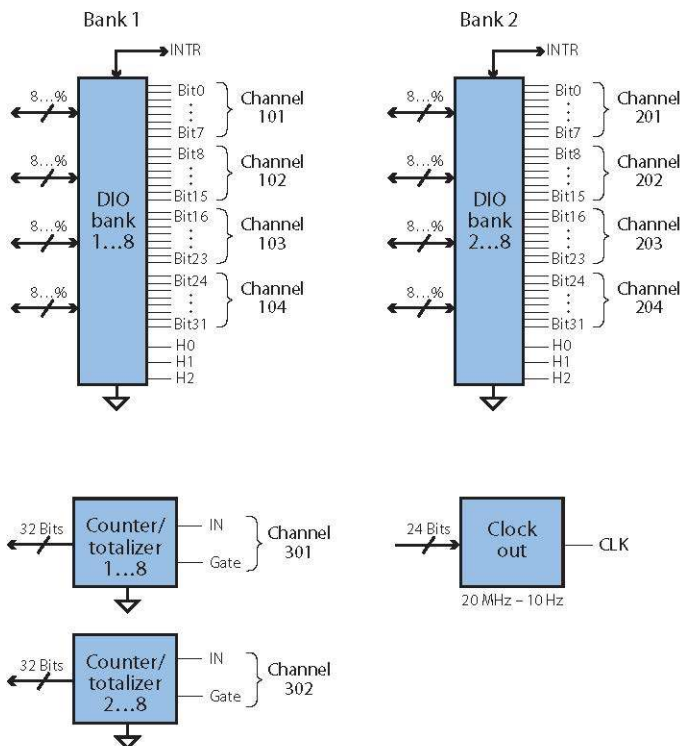 Bank 1
INTR
8...%
8...%
8...%
8...%
DIO
bank
1...8
Bit0
Bit7
Channel
101
Bit8
Bit15
Channel
102
Bit16
Bit23
Channel
103
Bit24
Bit31
Channel
104
H0
H1
H2
Bank 2
INTR
8...%
8...%
8...%
8...%
DIO
bank
2...8
Bit0
Bit7
Channel
201
Bit8
Bit15
Channel
202
Bit16
Bit23
Channel
203
Bit24
Bit31
Channel
204
H0
H1
H2
32 Bits
Counter/
totalizer
1...8
IN
Gate
Channel
301
24 Bits
Clock
out
CLK
20 MHz – 10 Hz
32 Bits
Counter/
totalizer
2...8
IN
Gate
Channel
302